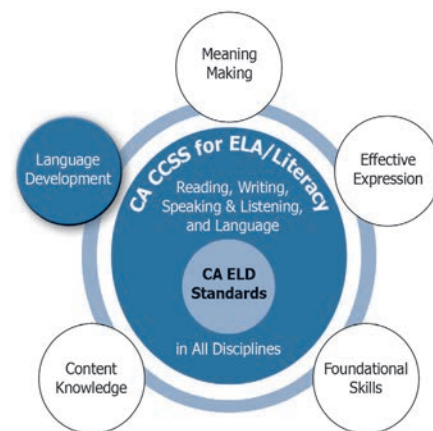 Meaning
Making
Language
Development
Effective
Expression
CA CCSS for ELA/Literacy
Reading, Writing,
Speaking & Listening,
and Language
CA ELD
Standards
in All Disciplines
Content
Knowledge
Foundational
Skills